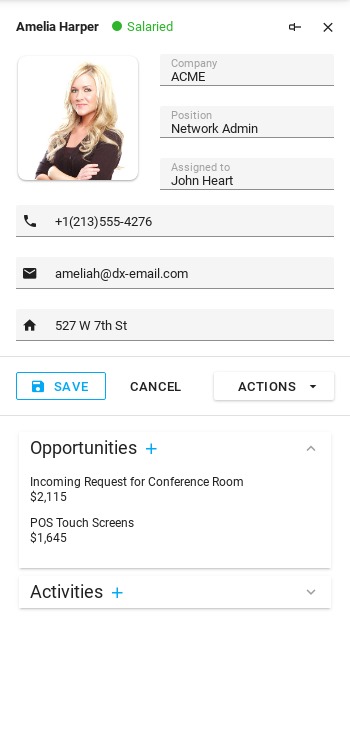 Amelia Harper
Salaried
Company
ACME
Position
Network Admin
Assigned to
John Heart
+1(213)555-4276
ameliah@dx-email.com
527 W 7th St
SAVE
CANCEL
ACTIONS
Opportunities
Incoming Request for Conference Room
$2,115
POS Touch Screens
$1,645
Activities